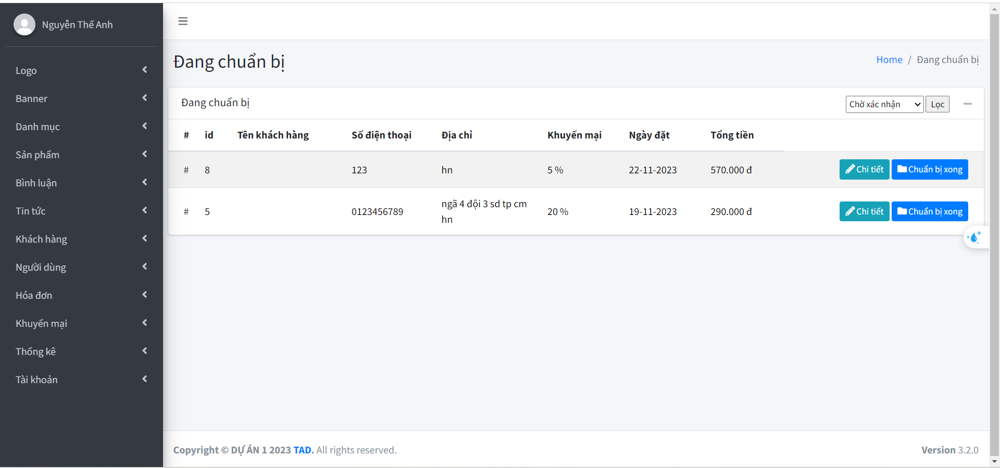 Nguyễn Thế Anh
Logo
Banner
Danh mục
Sản phẩm
Bình luận
Tin tức
Khách hàng
Người dùng
Hóa đơn
Khuyến mại
Thống kê
Tài khoản
Đang chuẩn bị
Home / Đang chuẩn bị
Đang chuẩn bị
Chờ xác nhận Lọc
# id Tên khách hàng Số điện thoại Địa chỉ Khuyến mại Ngày đặt Tổng tiền
# 8 123 hn 5 % 22-11-2023 570.000 đ Chi tiết Chuẩn bị xong
# 5 0123456789 ngã 4 đội 3 sd tp cm 20 % 19-11-2023 290.000 đ Chi tiết Chuẩn bị xong
hn
Copyright © DỰ ÁN 1 2023 TAD. All rights reserved.
Version 3.2.0